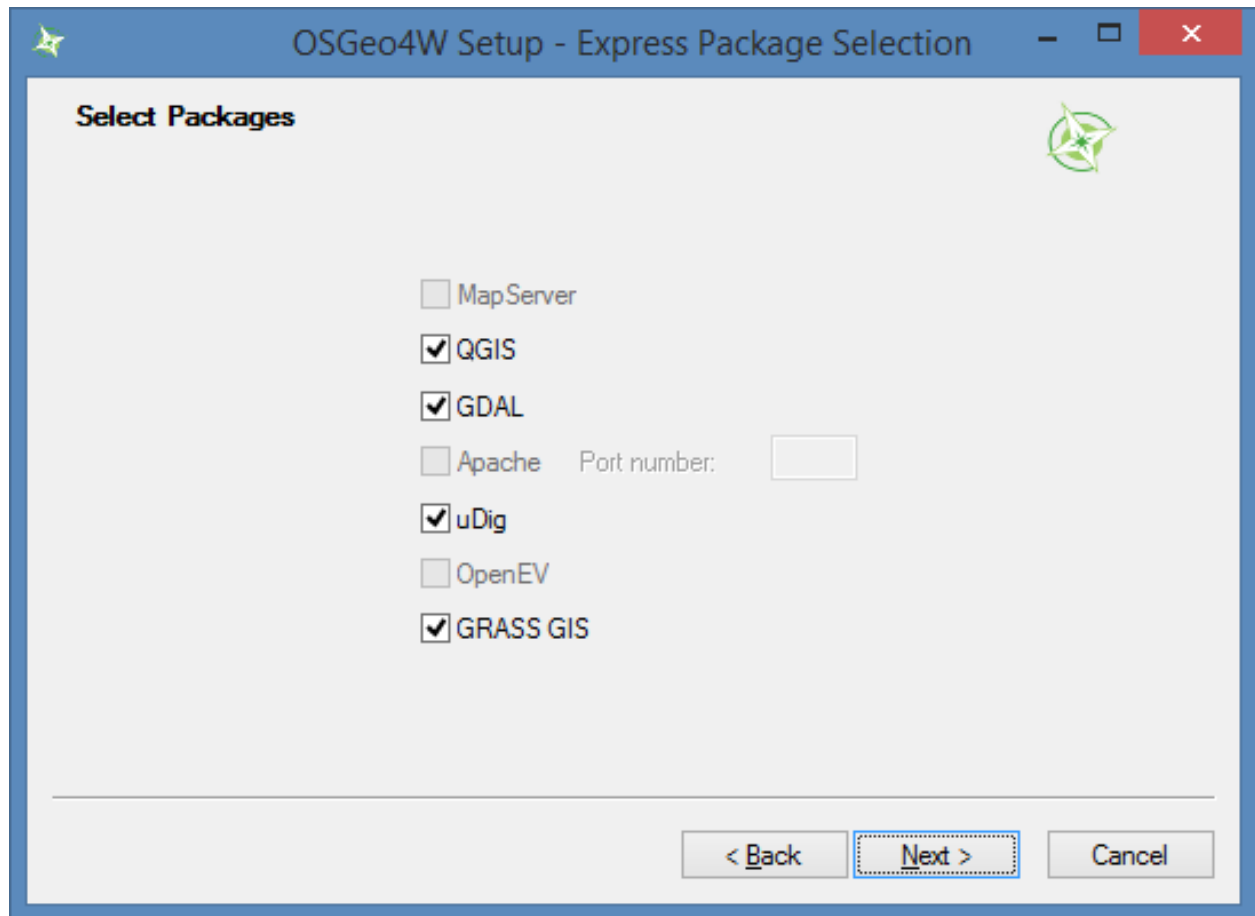 OSGeo4W Setup - Express Package Selection
Select Packages
MapServer
QGIS
GDAL
Apache Port number:
uDig
OpenEV
GRASS GIS
< Back Next > Cancel